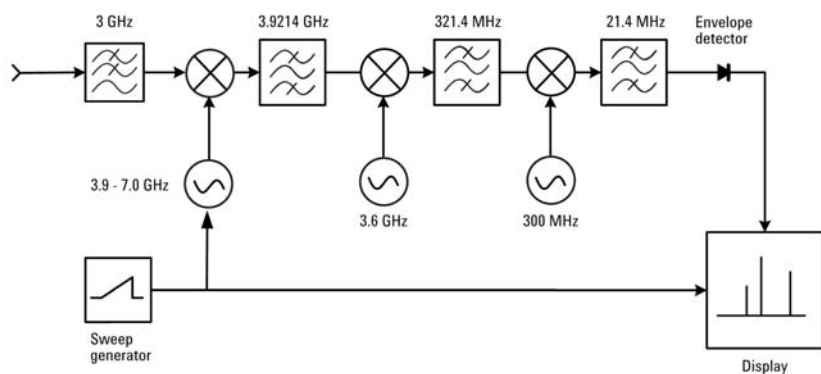 3 GHz
3.9214 GHz
321.4 MHz
21.4 MHz
Envelope
detector
3.9 - 7.0 GHz
3.6 GHz
300 MHz
Sweep
generator
Display